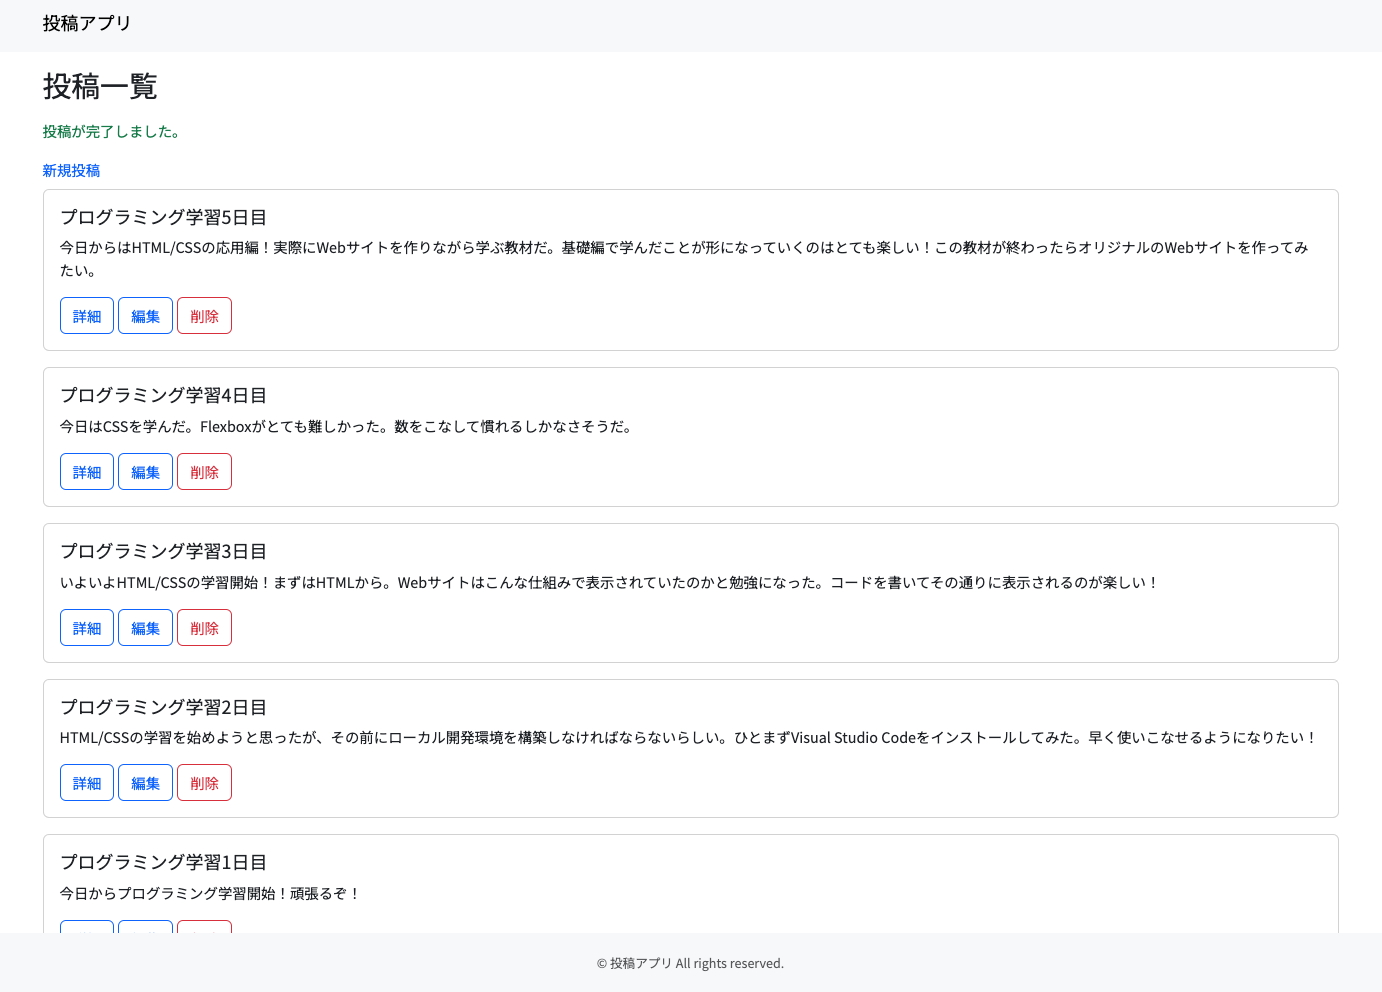 投稿アプリ
投稿一覧
投稿が完了しました。
新規投稿
プログラミング学習5日目
今日からはHTML/CSSの応用編！実際にWebサイトを作りながら学ぶ教材だ。基礎編で学んだことが形になっていくのはとても楽しい！この教材が終わったらオリジナルのWebサイトを作ってみ
たい。
詳細 編集 削除
プログラミング学習4日目
今日はCSSを学んだ。Flexboxがとても難しかった。数をこなして慣れるしかなさそうだ。
詳細 編集 削除
プログラミング学習3日目
いよいよHTML/CSSの学習開始！まずはHTMLから。Webサイトはこんな仕組みで表示されていたのかと勉強になった。コードを書いてその通りに表示されるのが楽しい！
詳細 編集 削除
プログラミング学習2日目
HTML/CSSの学習を始めようと思ったが、その前にローカル開発環境を構築しなければならないらしい。ひとまずVisual Studio Codeをインストールしてみた。早く使いこなせるようになりたい！
詳細 編集 削除
プログラミング学習1日目
今日からプログラミング学習開始！頑張るぞ！
© 投稿アプリ All rights reserved.